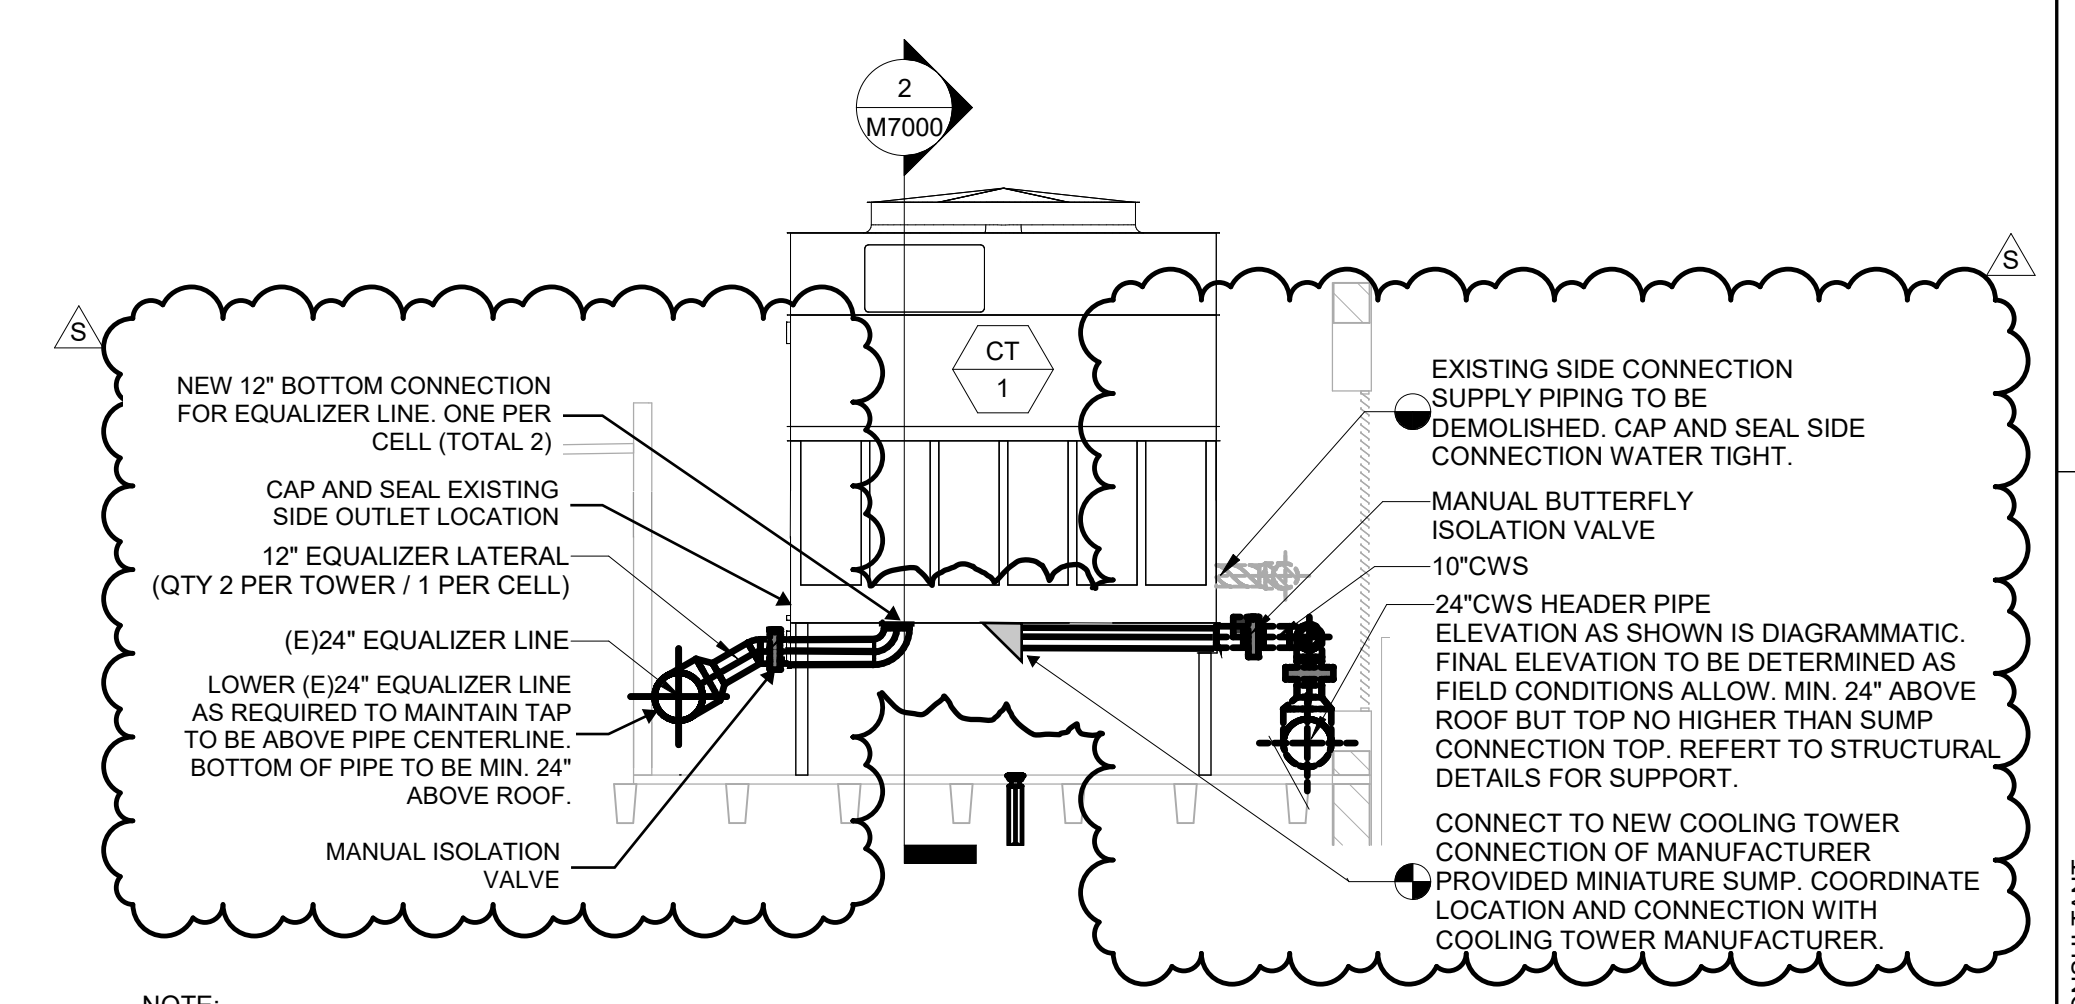 2
M7000
S
S
CT
1
NEW 12" BOTTOM CONNECTION
FOR EQUALIZER LINE. ONE PER
CELL (TOTAL 2)
CAP AND SEAL EXISTING
SIDE OUTLET LOCATION
12" EQUALIZER LATERAL
(QTY 2 PER TOWER / 1 PER CELL)
(E)24" EQUALIZER LINE
LOWER (E)24" EQUALIZER LINE
AS REQUIRED TO MAINTAIN TAP
TO BE ABOVE PIPE CENTERLINE.
BOTTOM OF PIPE TO BE MIN. 24"
ABOVE ROOF.
MANUAL ISOLATION
VALVE
EXISTING SIDE CONNECTION
SUPPLY PIPING TO BE
DEMOLISHED. CAP AND SEAL SIDE
CONNECTION WATER TIGHT.
MANUAL BUTTERFLY
ISOLATION VALVE
10"CWS
24"CWS HEADER PIPE
ELEVATION AS SHOWN IS DIAGRAMMATIC.
FINAL ELEVATION TO BE DETERMINED AS
FIELD CONDITIONS ALLOW. MIN. 24" ABOVE
ROOF BUT TOP NO HIGHER THAN SUMP
CONNECTION TOP. REFERT TO STRUCTURAL
DETAILS FOR SUPPORT.
CONNECT TO NEW COOLING TOWER
CONNECTION OF MANUFACTURER
PROVIDED MINIATURE SUMP. COORDINATE
LOCATION AND CONNECTION WITH
COOLING TOWER MANUFACTURER.
NOTE: